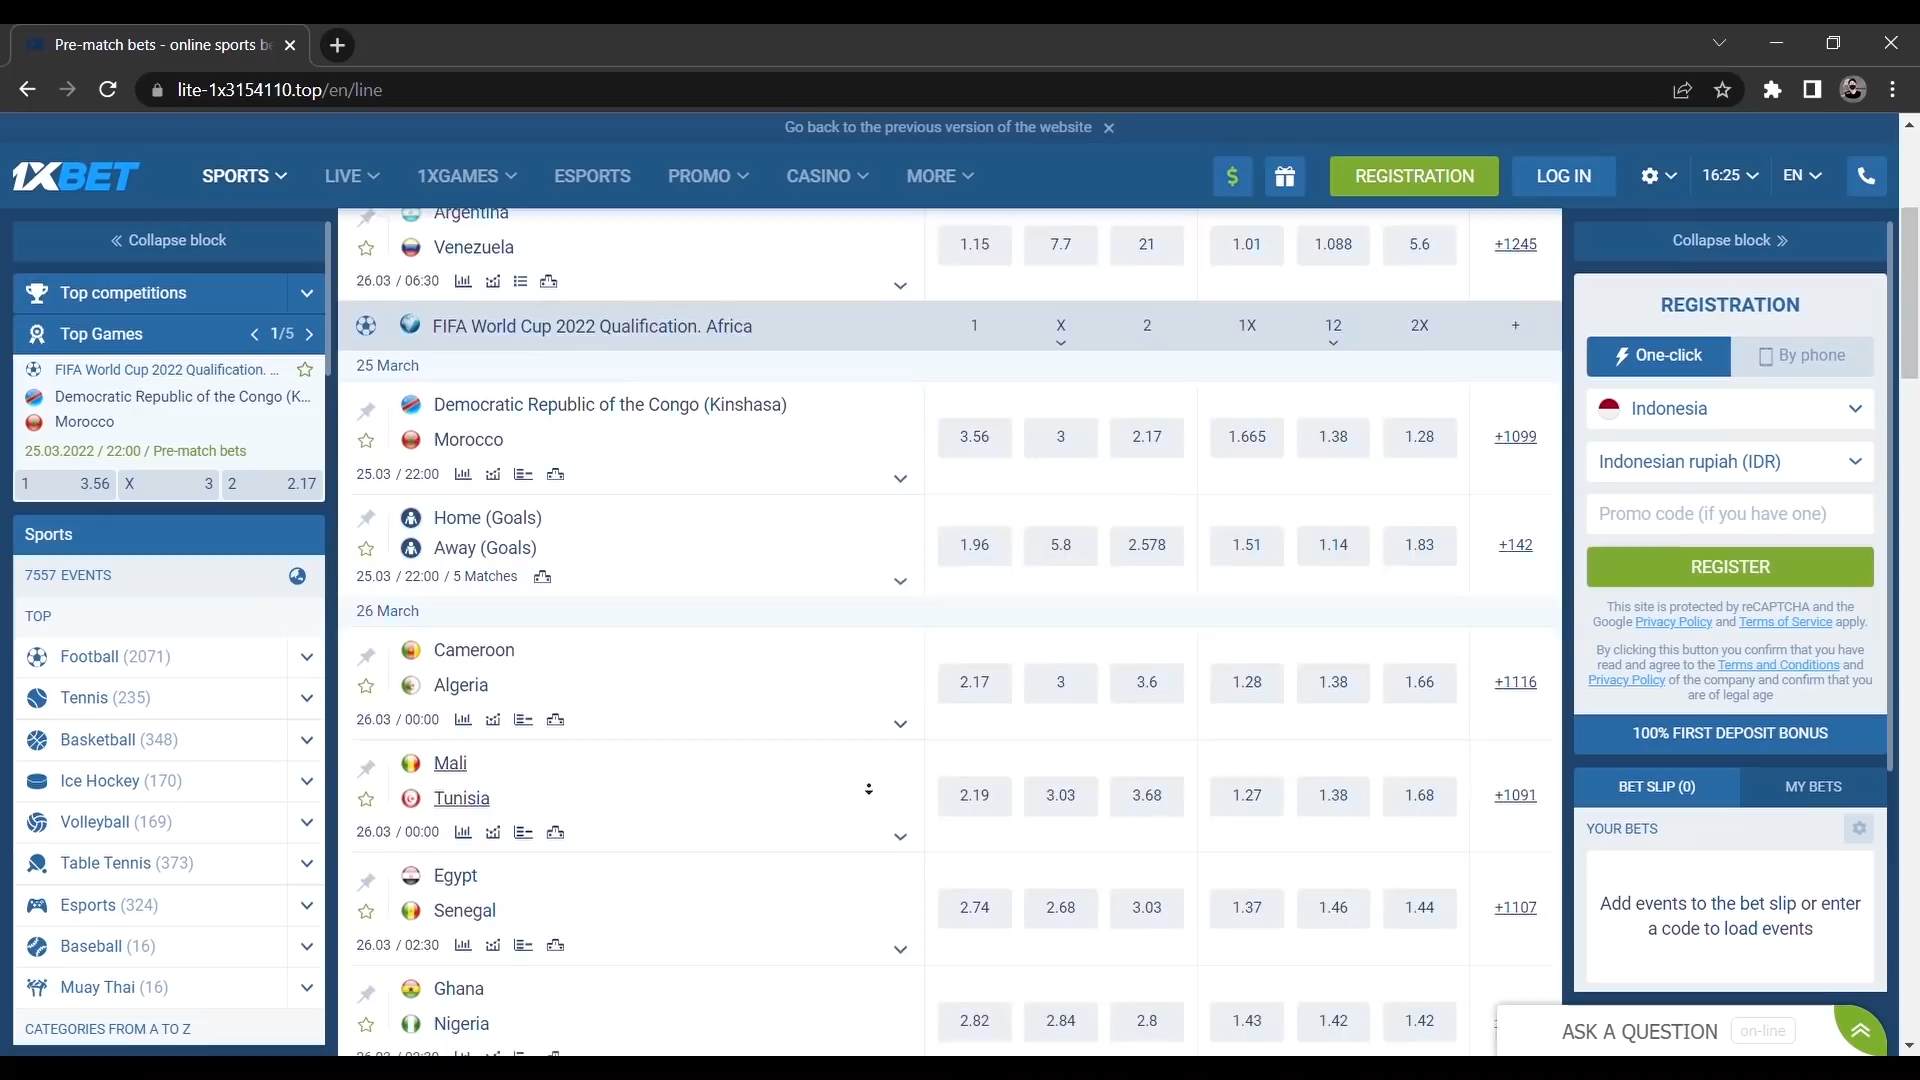 Pre-match bets - online sports be
lite-1x3154110.top/en/line
Go back to the previous version of the website
1XBET
SPORTS
LIVE
1XGAMES
ESPORTS
PROMO
CASINO
MORE
$
REGISTRATION
LOG IN
16:25
EN
Collapse block
Top competitions
Top Games
1/5
FIFA World Cup 2022 Qualification. ...
Democratic Republic of the Congo (K...
Morocco
25.03.2022 / 22:00 / Pre-match bets
1 3.56 X 3 2 2.17
Sports
7557 EVENTS
TOP
Football (2071)
Tennis (235)
Basketball (348)
Ice Hockey (170)
Volleyball (169)
Table Tennis (373)
Esports (324)
Baseball (16)
Muay Thai (16)
CATEGORIES FROM A TO Z
Argentina
Venezuela
26.03 / 06:30
1.15 7.7 21 1.01 1.088 5.6 +1245
FIFA World Cup 2022 Qualification. Africa 1 X 2 1X 12 2X +
25 March
Democratic Republic of the Congo (Kinshasa)
Morocco
25.03 / 22:00
3.56 3 2.17 1.665 1.38 1.28 +1099
Home (Goals)
Away (Goals)
25.03 / 22:00 / 5 Matches
1.96 5.8 2.578 1.51 1.14 1.83 +142
26 March
Cameroon
Algeria
26.03 / 00:00
2.17 3 3.6 1.28 1.38 1.66 +1116
Mali
Tunisia
26.03 / 00:00
2.19 3.03 3.68 1.27 1.38 1.68 +1091
Egypt
Senegal
26.03 / 02:30
2.74 2.68 3.03 1.37 1.46 1.44 +1107
Ghana
Nigeria
2.82 2.84 2.8 1.43 1.42 1.42
Collapse block
REGISTRATION
One-click
By phone
Indonesia
Indonesian rupiah (IDR)
Promo code (if you have one)
REGISTER
This site is protected by reCAPTCHA and the
Google Privacy Policy and Terms of Service apply.
By clicking this button you confirm that you have
read and agree to the Terms and Conditions and
Privacy Policy of the company and confirm that you
are of legal age
100% FIRST DEPOSIT BONUS
BET SLIP (0)
MY BETS
YOUR BETS
Add events to the bet slip or enter
a code to load events
ASK A QUESTION
on-line